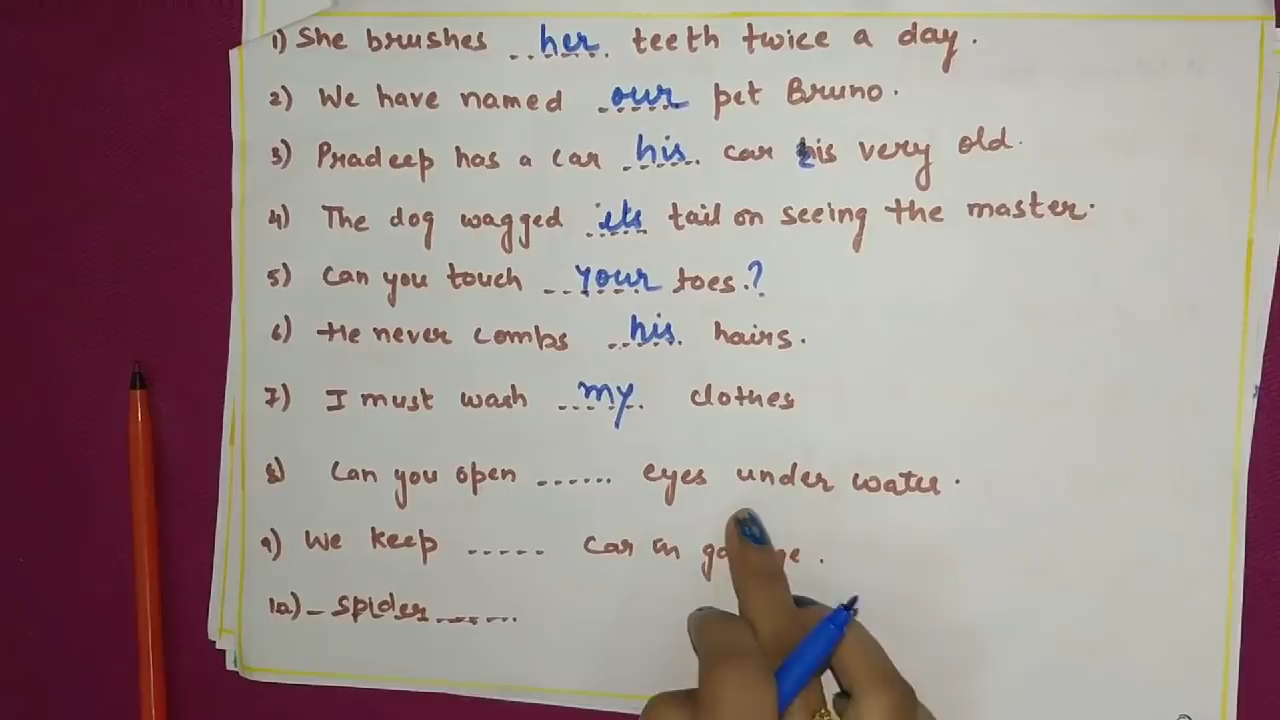 1) She brushes ..her.. teeth twice a day.
2) We have named ..our.. pet Bruno.
3) Pradeep has a car ..his.. car is very old.
4) The dog wagged ..its.. tail on seeing the master.
5) Can you touch ..your.. toes.?
6) He never combs ..his.. hairs.
7) I must wash ..my.. clothes
8) Can you open ...... eyes under water.
9) We keep ..... car in .
10) - Spider .......